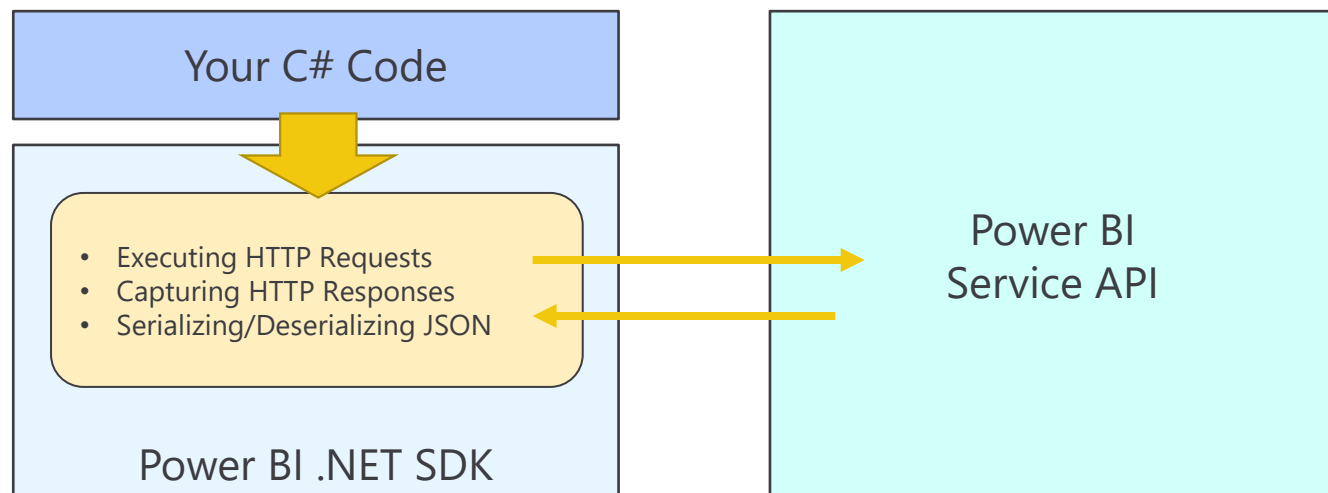 Your C# Code
• Executing HTTP Requests
• Capturing HTTP Responses
• Serializing/Deserializing JSON
Power BI .NET SDK
Power BI
Service API